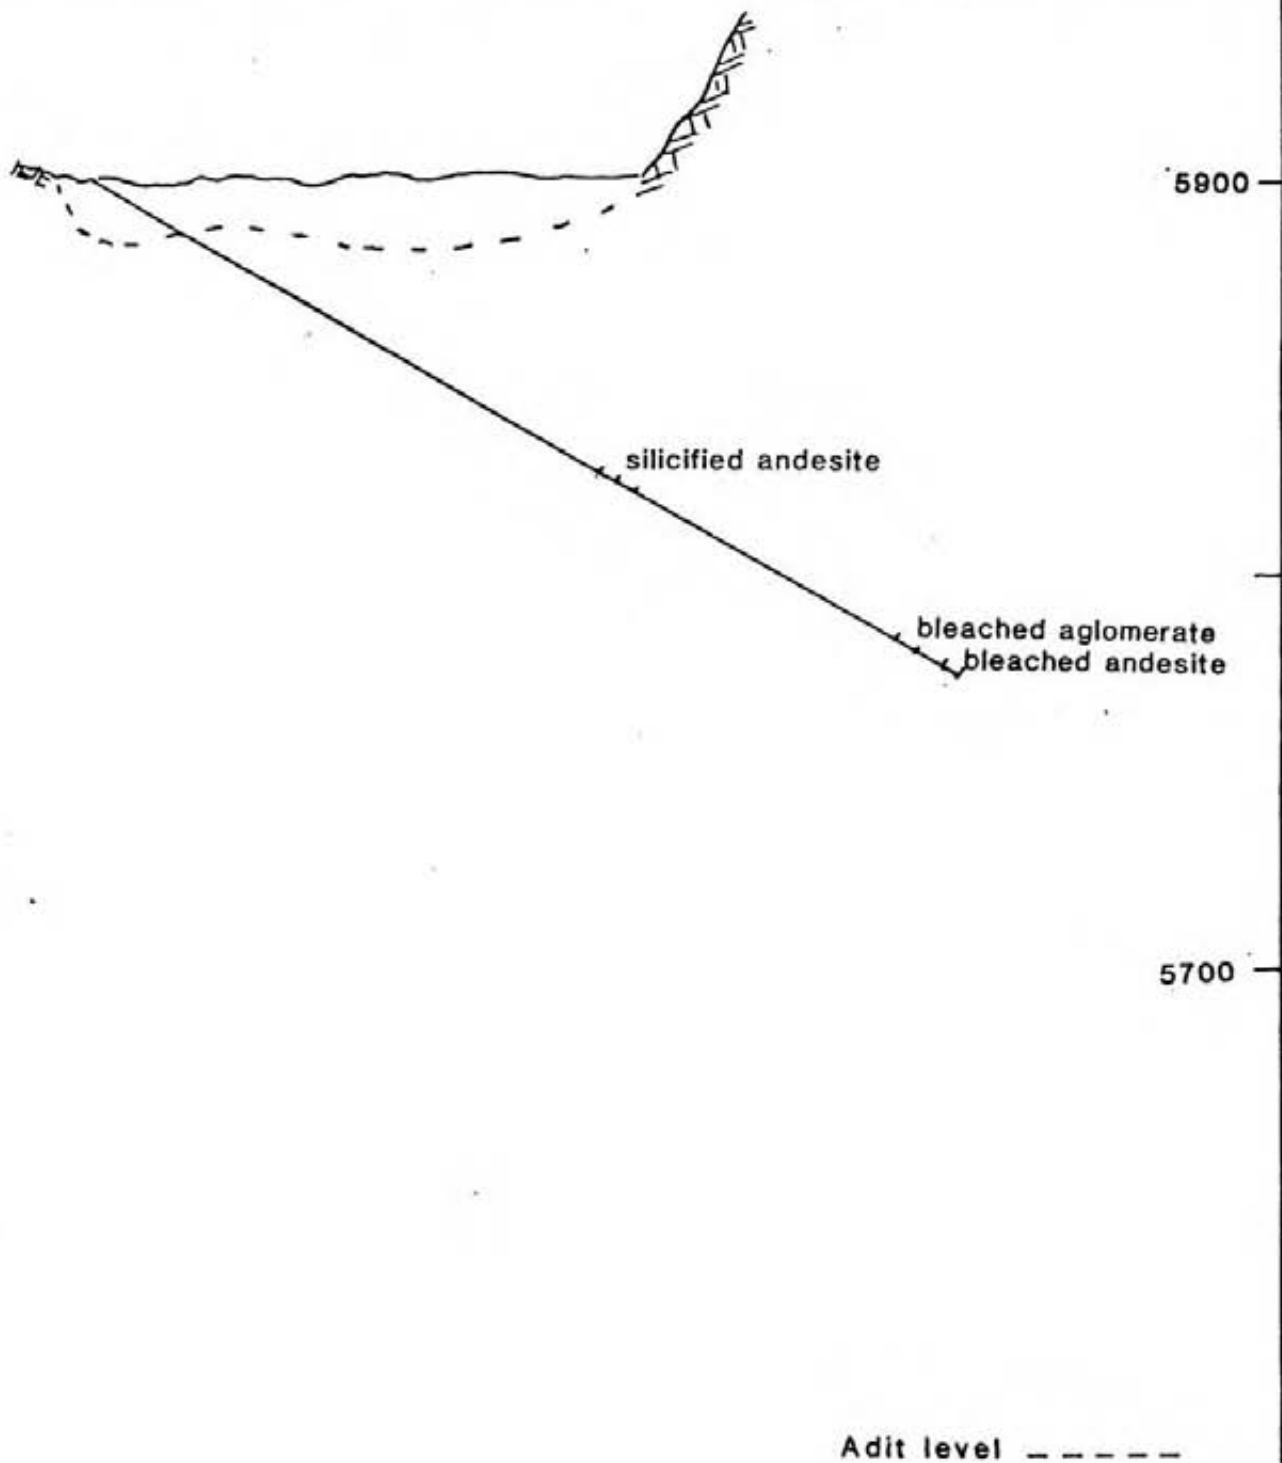 5900
silicified andesite
bleached aglomerate
bleached andesite
5700
Adit level